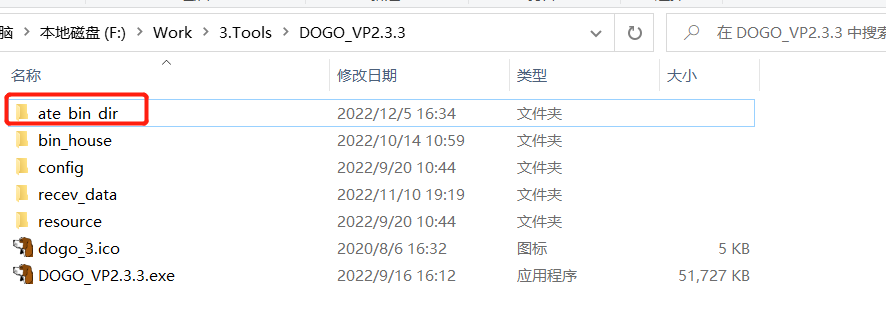 脑 › 本地磁盘 (F:) › Work › 3.Tools › DOGO_VP2.3.3
在 DOGO_VP2.3.3 中搜索
名称 修改日期 类型 大小
ate_bin_dir 2022/12/5 16:34 文件夹
bin_house 2022/10/14 10:59 文件夹
config 2022/9/20 10:44 文件夹
recev_data 2022/11/10 19:19 文件夹
resource 2022/9/20 10:44 文件夹
dogo_3.ico 2020/8/6 16:32 图标 5 KB
DOGO_VP2.3.3.exe 2022/9/16 16:12 应用程序 51,727 KB